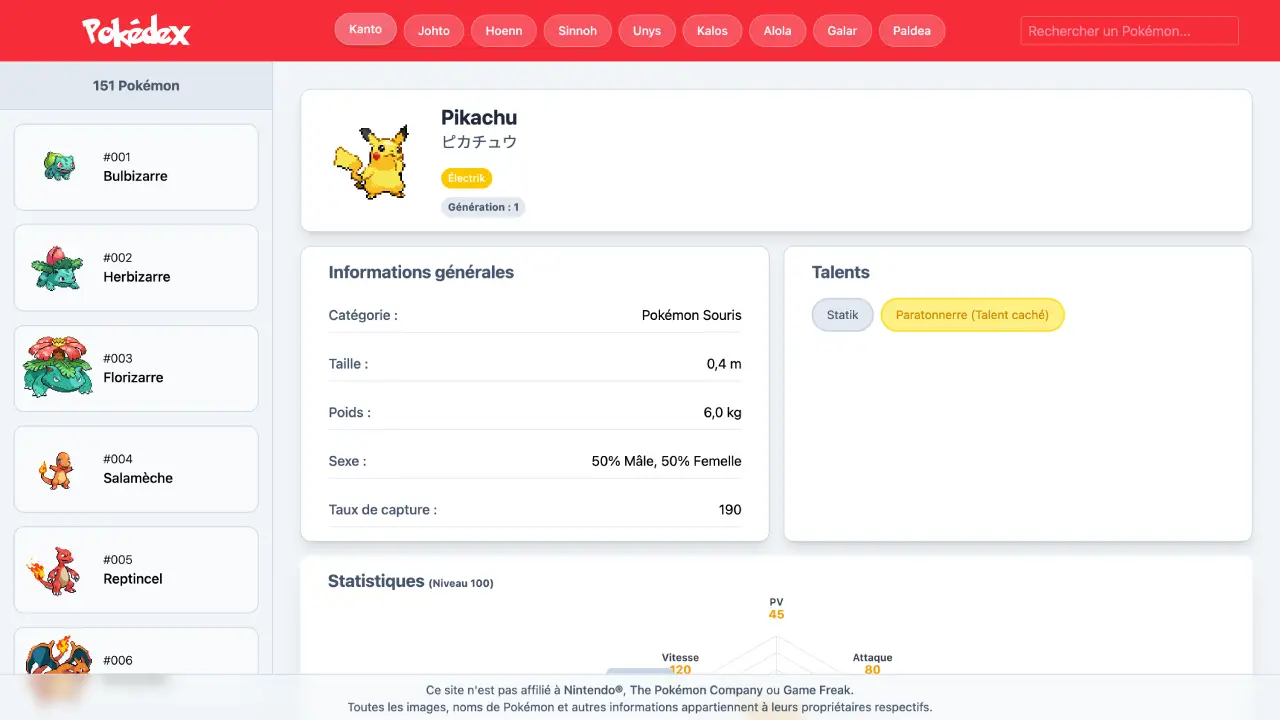 Pokédex
Kanto
Johto
Hoenn
Sinnoh
Unys
Kalos
Alola
Galar
Paldea
Rechercher un Pokémon...
151 Pokémon
#001
Bulbizarre
#002
Herbizarre
#003
Florizarre
#004
Salamèche
#005
Reptincel
#006
Pikachu
ピカチュウ
Électrik
Génération : 1
Informations générales
Catégorie : Pokémon Souris
Taille : 0,4 m
Poids : 6,0 kg
Sexe : 50% Mâle, 50% Femelle
Taux de capture : 190
Talents
Statik
Paratonnerre (Talent caché)
Statistiques (Niveau 100)
PV
45
Vitesse
120
Attaque
80
Ce site n'est pas affilié à Nintendo®, The Pokémon Company ou Game Freak.
Toutes les images, noms de Pokémon et autres informations appartiennent à leurs propriétaires respectifs.